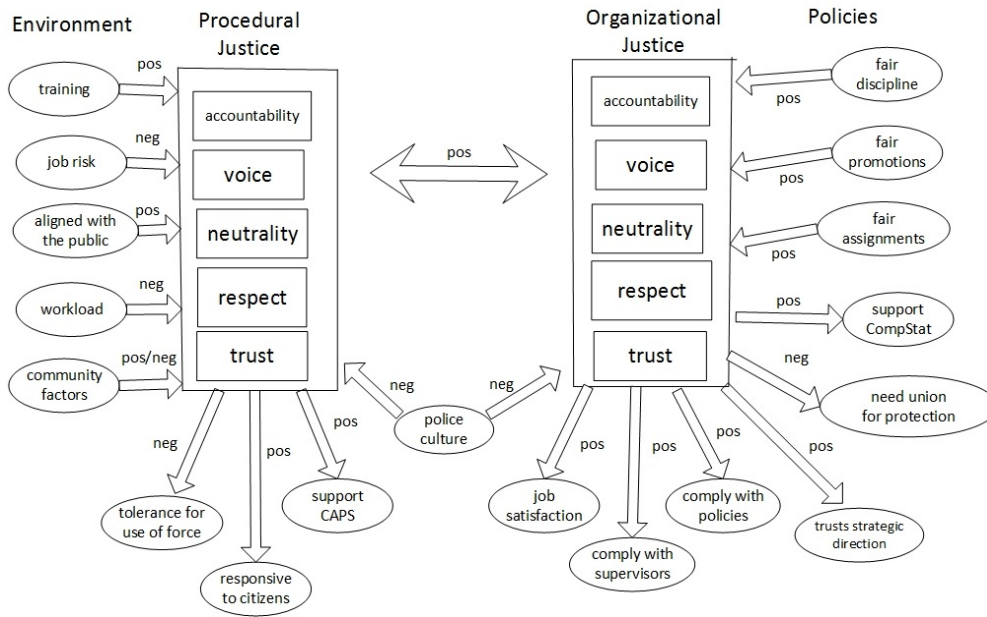 Environment
Procedural
Justice
Organizational
Justice
Policies
training
pos
job risk
neg
aligned with
the public
pos
workload
neg
community
factors
pos/neg
accountability
voice
neutrality
respect
trust
pos
accountability
voice
neutrality
respect
trust
fair
discipline
pos
fair
promotions
pos
fair
assignments
pos
pos
support
CompStat
neg
need union
for protection
pos
trusts strategic
direction
neg
police
culture
neg
neg
tolerance for
use of force
pos
responsive
to citizens
pos
support
CAPS
pos
job
satisfaction
pos
comply with
supervisors
pos
comply with
policies